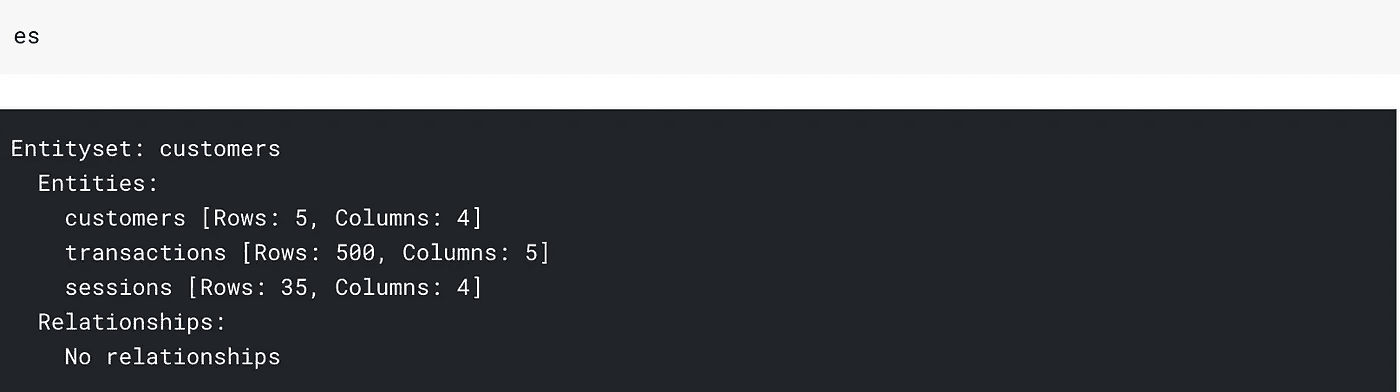 es
Entityset: customers
Entities:
customers [Rows: 5, Columns: 4]
transactions [Rows: 500, Columns: 5]
sessions [Rows: 35, Columns: 4]
Relationships:
No relationships